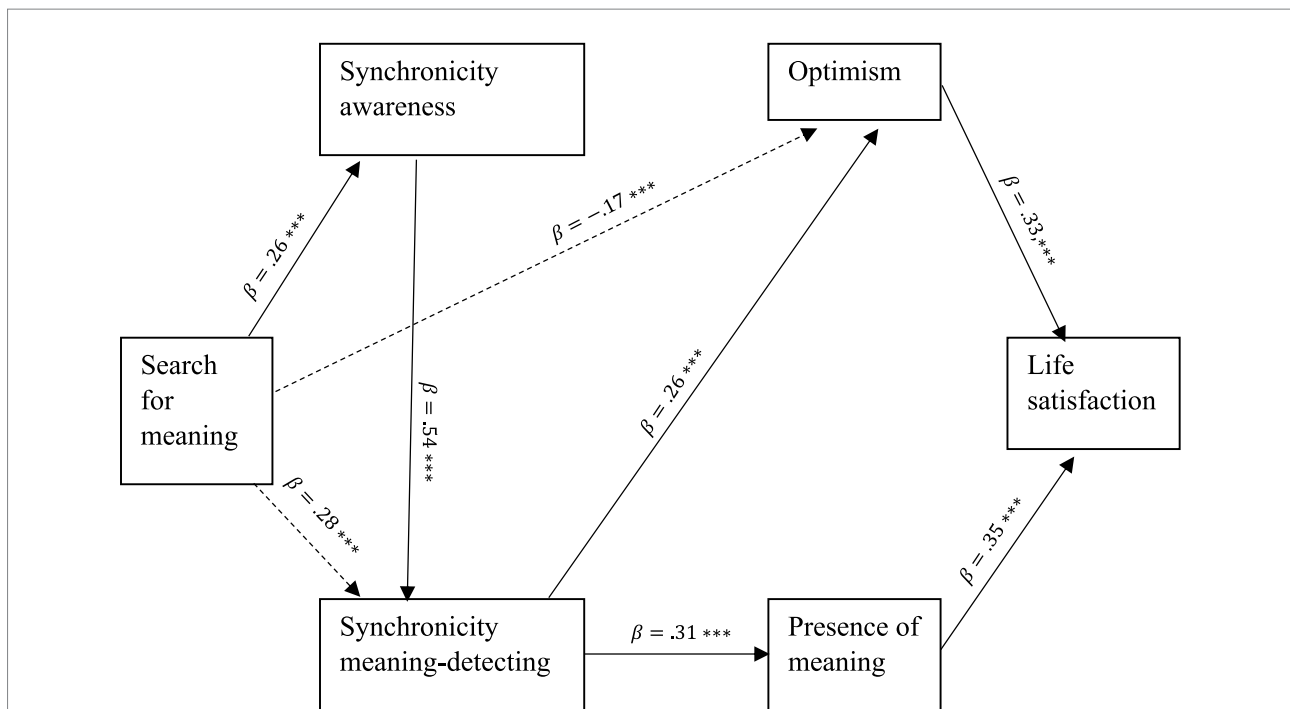 Synchronicity
awareness
Optimism
β = .26 ***
β = −.17 ***
β = .33,***
Search
for
meaning
β = .54 ***
β = .26 ***
Life
satisfaction
β = .28 ***
β = .35 ***
Synchronicity
meaning-detecting
β = .31 ***
Presence of
meaning